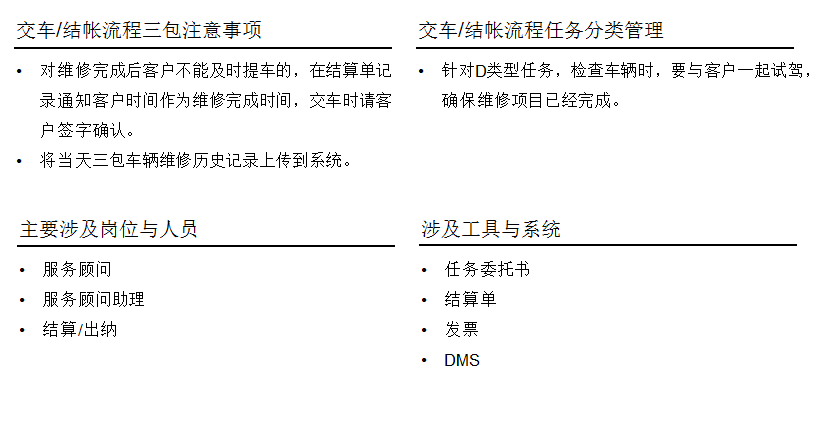 交车/结帐流程三包注意事项
• 对维修完成后客户不能及时提车的，在结算单记
录通知客户时间作为维修完成时间，交车时请客
户签字确认。
• 将当天三包车辆维修历史记录上传到系统。
交车/结帐流程任务分类管理
• 针对D类型任务，检查车辆时，要与客户一起试驾，
确保维修项目已经完成。
主要涉及岗位与人员
• 服务顾问
• 服务顾问助理
• 结算/出纳
涉及工具与系统
• 任务委托书
• 结算单
• 发票
• DMS